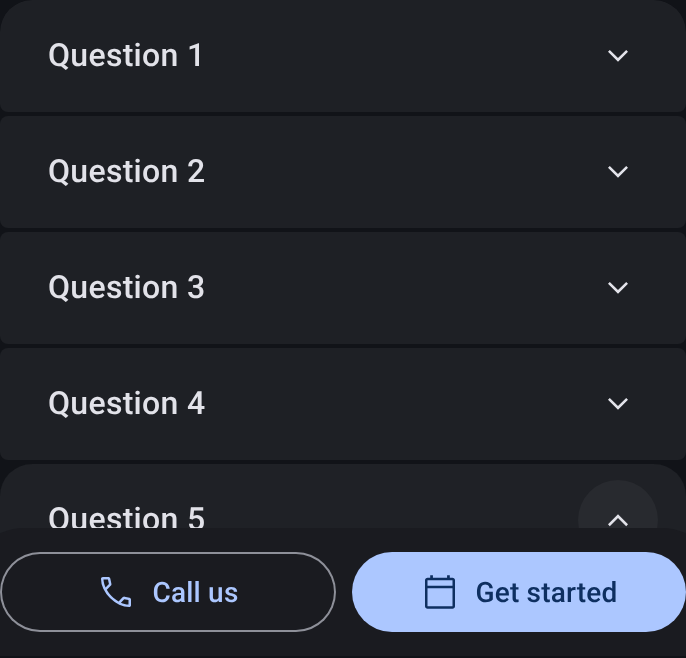 Question 1
Question 2
Question 3
Question 4
Question 5
Call us
Get started